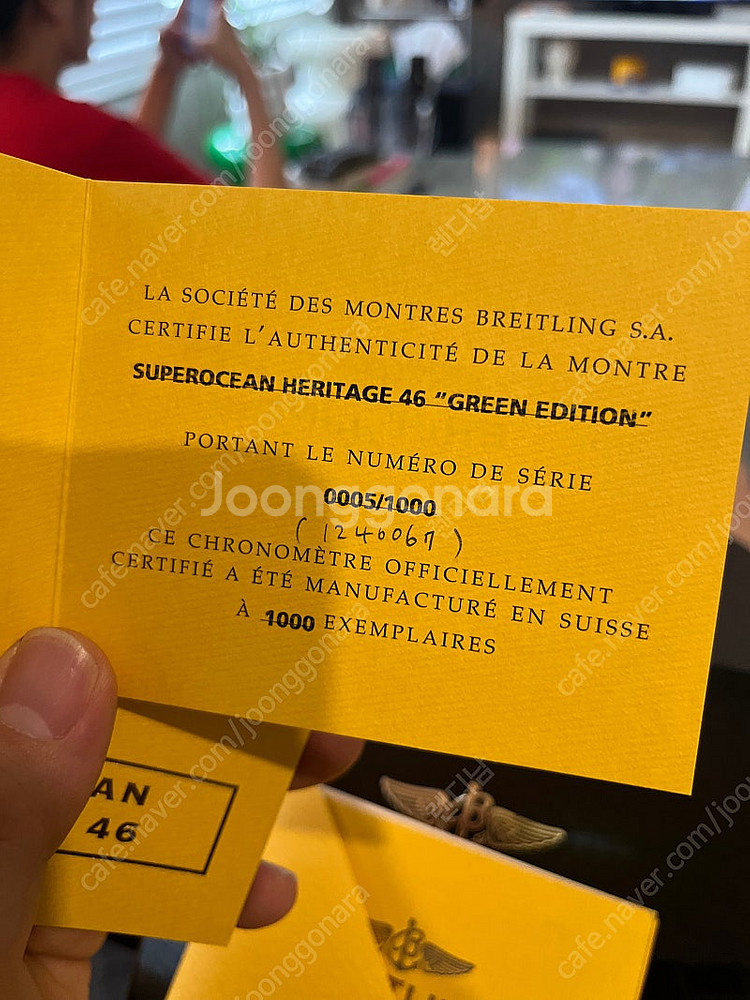 LA SOCIÉTÉ DES MONTRES BREITLING S.A.
CERTIFIE L'AUTHENTICITÉ DE LA MONTRE
SUPEROCEAN HERITAGE 46 "GREEN EDITION"
PORTANT LE NUMÉRO DE SÉRIE
0005/1000
Joonggonara
(1240067)
CE CHRONOMÈTRE OFFICIELLEMENT
CERTIFIÉ A ÉTÉ MANUFACTURÉ EN SUISSE
À 1000 EXEMPLAIRES
AN
46
B
B
cafe.naver.com/joonggonara